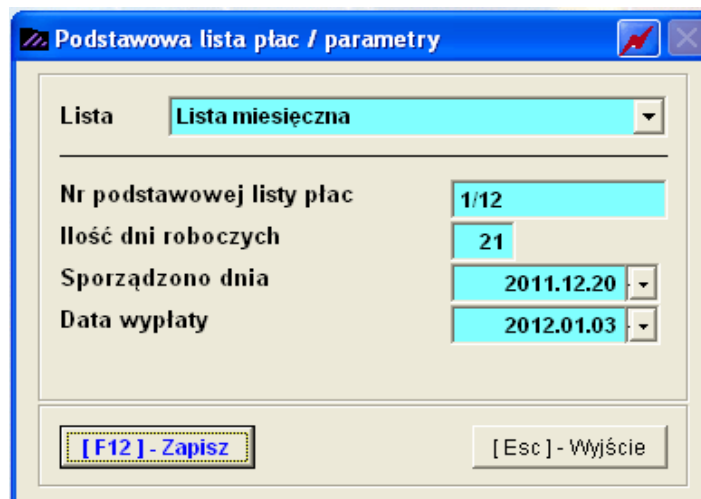 Podstawowa lista płac / parametry
Lista Lista miesięczna
Nr podstawowej listy płac 1/12
Ilość dni roboczych 21
Sporządzono dnia 2011.12.20
Data wypłaty 2012.01.03
[ F12 ] - Zapisz [ Esc ] - Wyjście